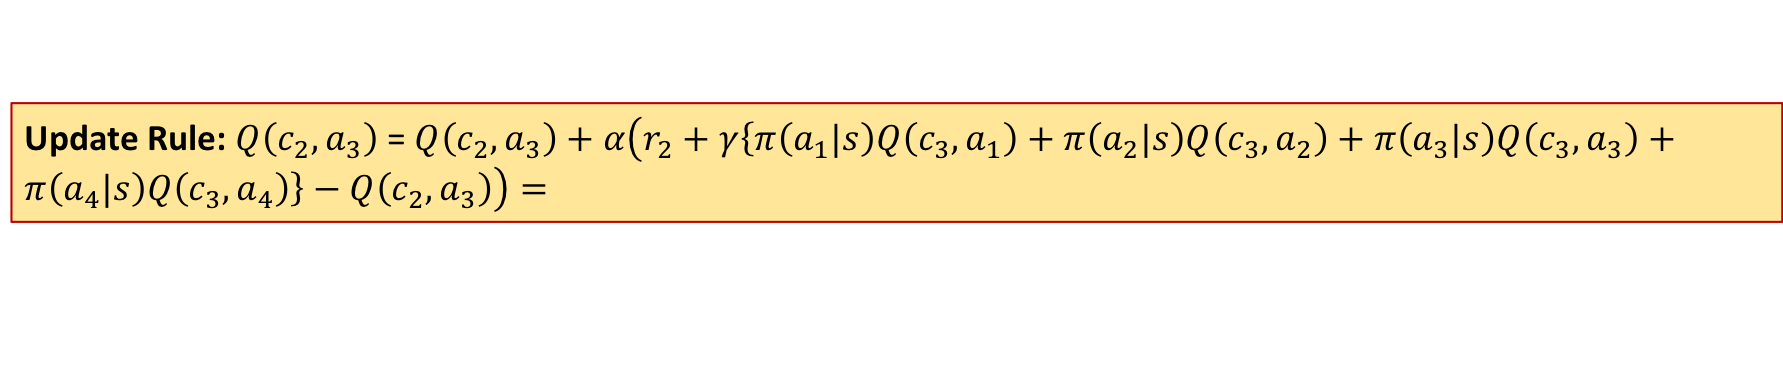 Update Rule: Q(c₂, a₃) = Q(c₂, a₃) + α(r₂ + γ{π(a₁|s)Q(c₃, a₁) + π(a₂|s)Q(c₃, a₂) + π(a₃|s)Q(c₃, a₃) +
π(a₄|s)Q(c₃, a₄)} − Q(c₂, a₃)) =